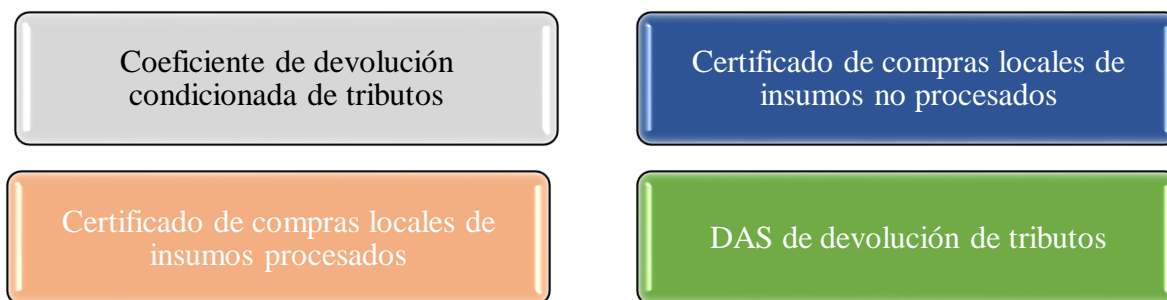 Coeficiente de devolución
condicionada de tributos
Certificado de compras locales de
insumos no procesados
Certificado de compras locales de
insumos procesados
DAS de devolución de tributos